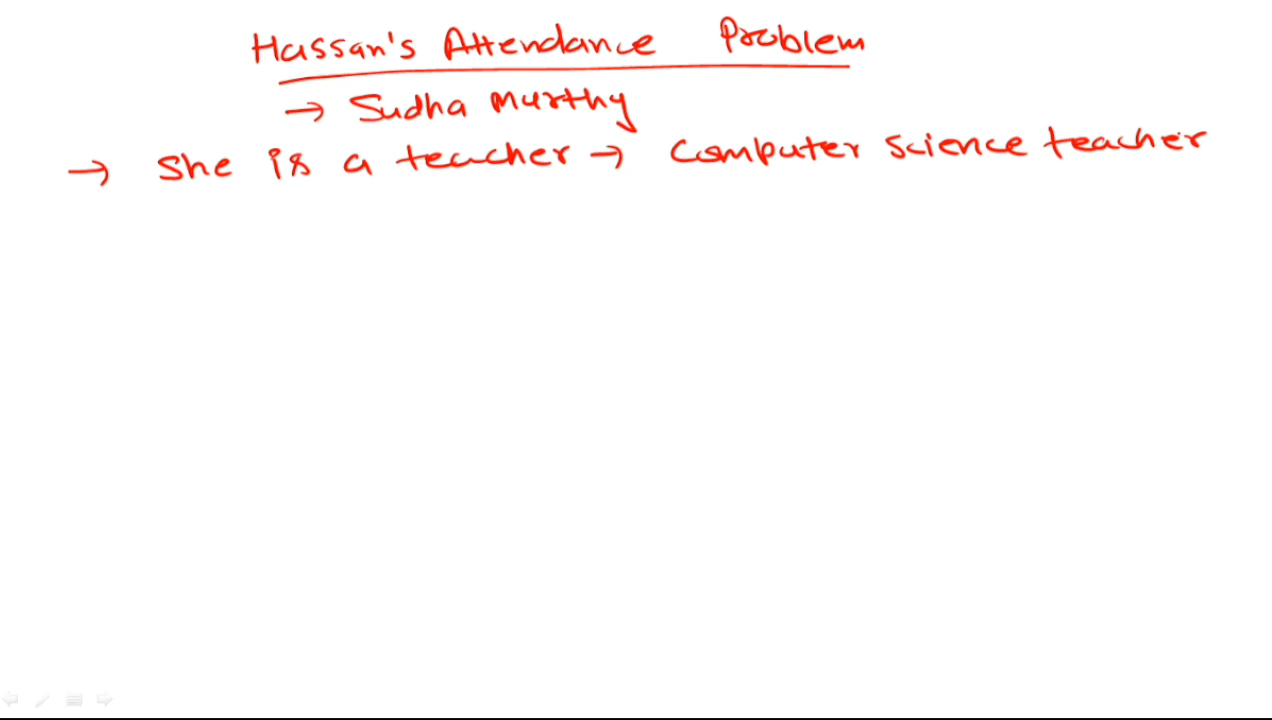 Hassan's Attendance Problem
→ Sudha Murthy
→ She is a teacher → Computer science teacher